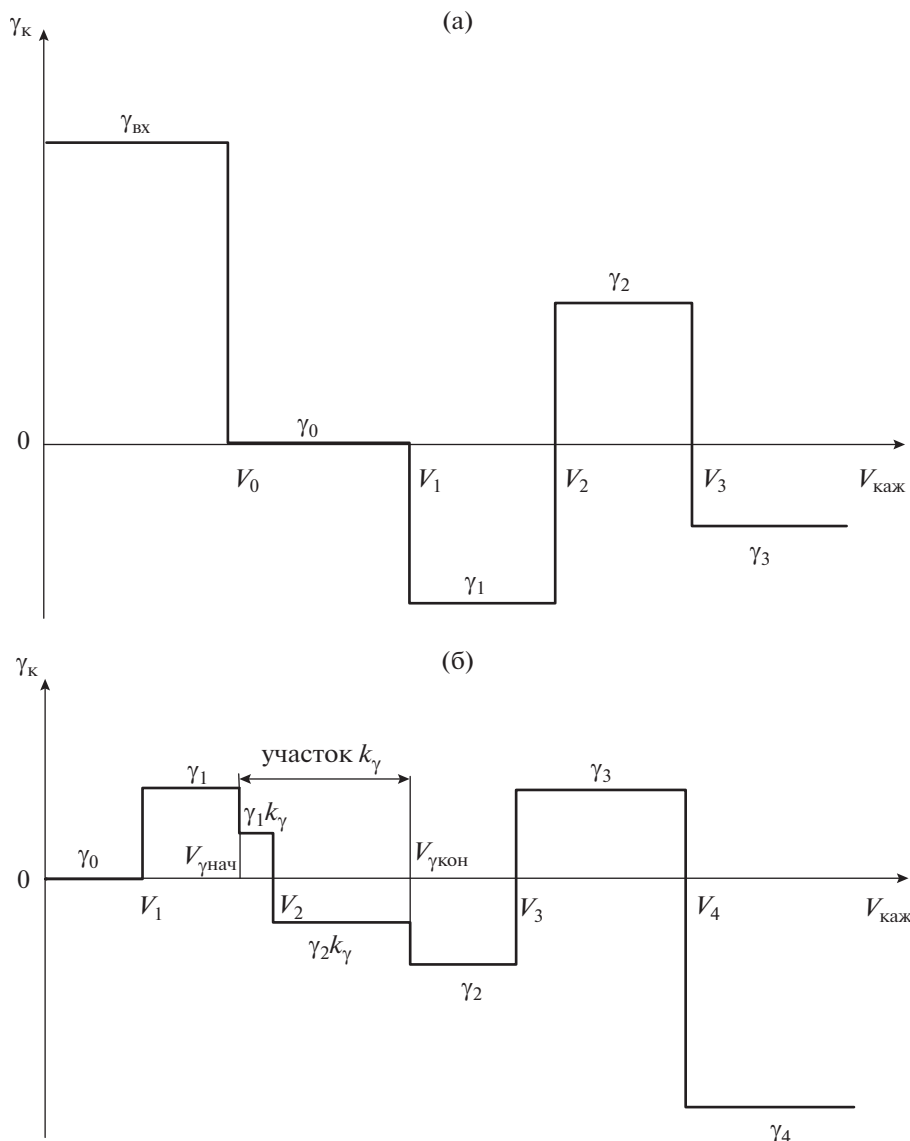 (а)
γк
γвх
γ2
γ0
0
V0
V1
V2
V3
Vкаж
γ3
γ1
(б)
γк
участок kγ
γ1
γ3
γ1kγ
γ0
Vγнач
Vγкон
0
V1
V2
V3
V4
Vкаж
γ2kγ
γ2
γ4